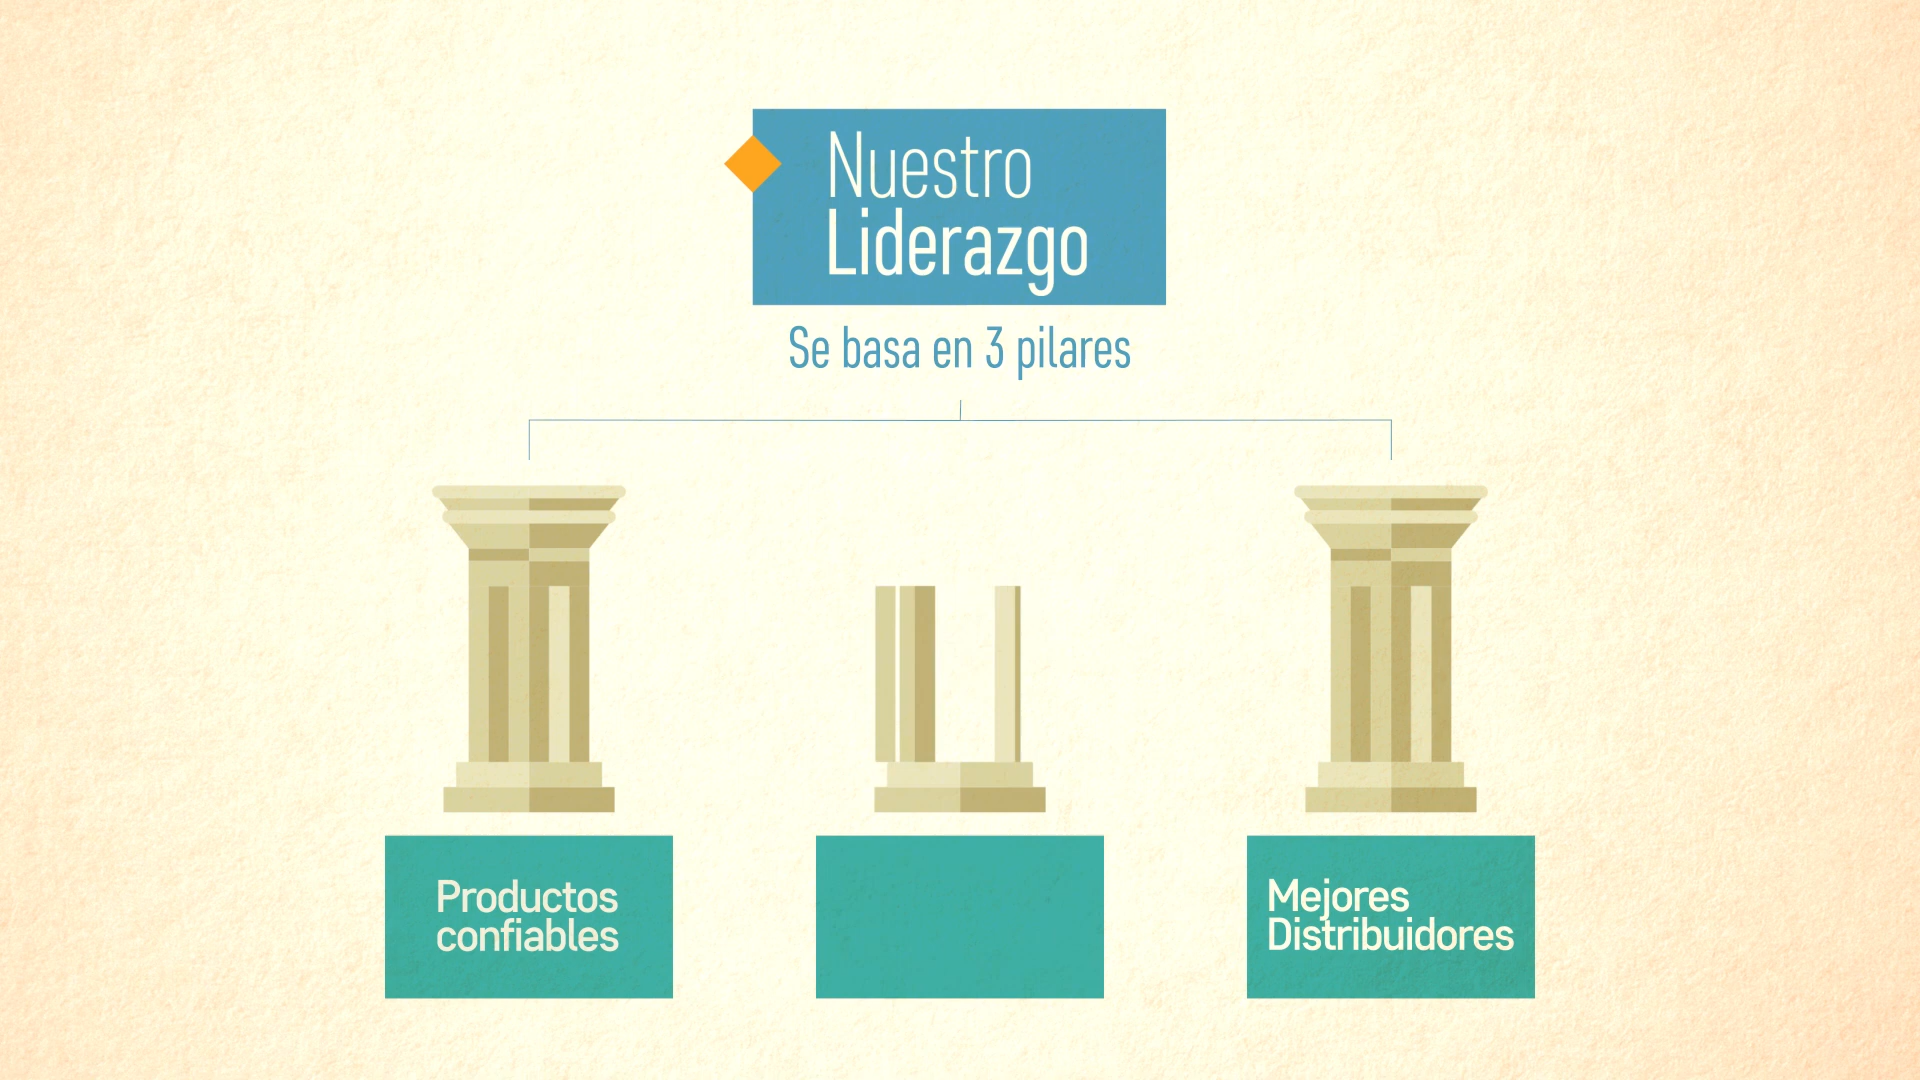 Nuestro
Liderazgo
Se basa en 3 pilares
Productos
confiables
Mejores
Distribuidores